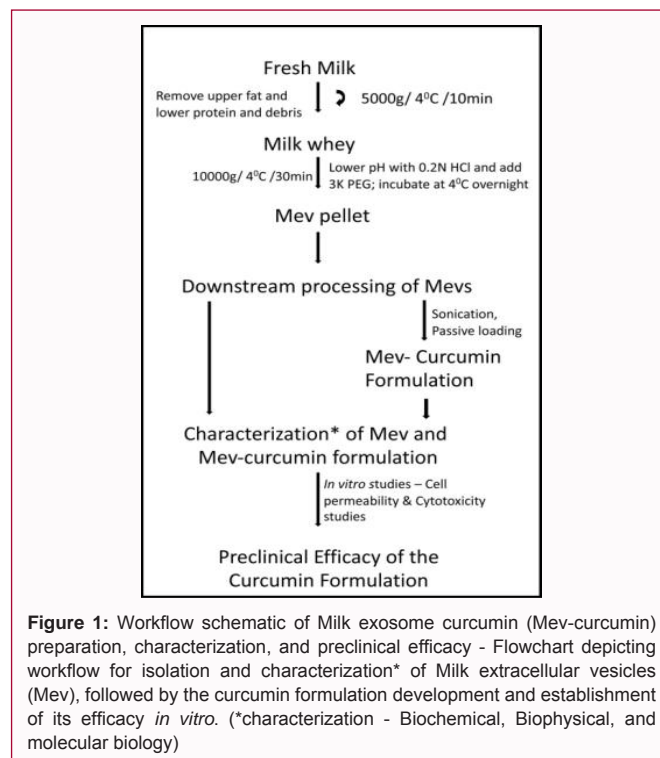 Fresh Milk
Remove upper fat and
lower protein and debris
5000g/ 4⁰C /10min
Milk whey
10000g/ 4⁰C /30min
Lower pH with 0.2N HCl and add
3K PEG; incubate at 4⁰C overnight
Mev pellet
Downstream processing of Mevs
Sonication,
Passive loading
Mev- Curcumin
Formulation
Characterization* of Mev and
Mev-curcumin formulation
In vitro studies – Cell
permeability & Cytotoxicity
studies
Preclinical Efficacy of the
Curcumin Formulation
Figure 1: Workflow schematic of Milk exosome curcumin (Mev-curcumin)
preparation, characterization, and preclinical efficacy - Flowchart depicting
workflow for isolation and characterization* of Milk extracellular vesicles
(Mev), followed by the curcumin formulation development and establishment
of its efficacy in vitro. (*characterization - Biochemical, Biophysical, and
molecular biology)